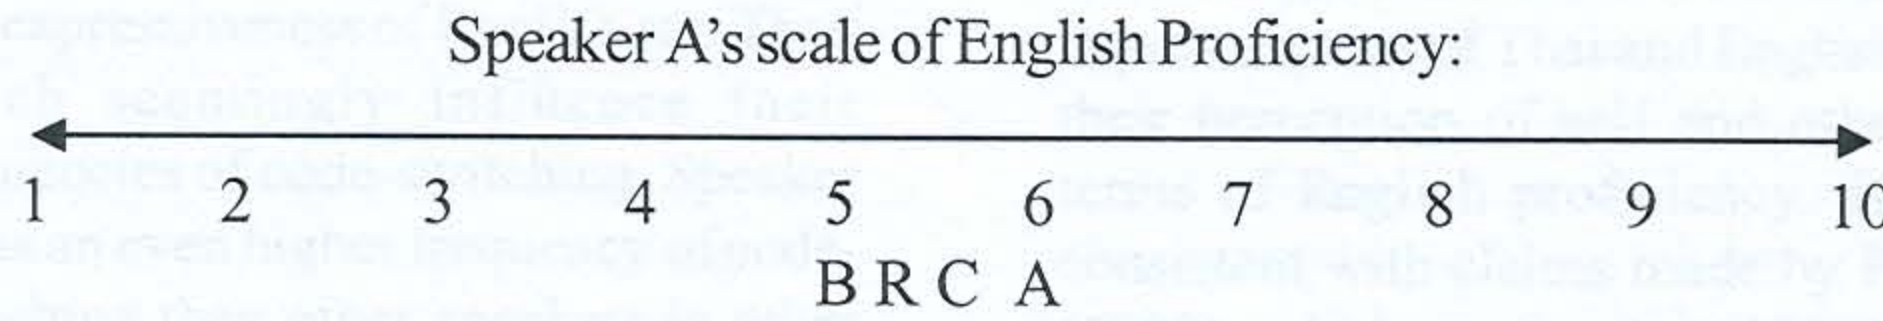 Speaker A's scale of English Proficiency:
1 2 3 4 5 6 7 8 9 10
B R C A